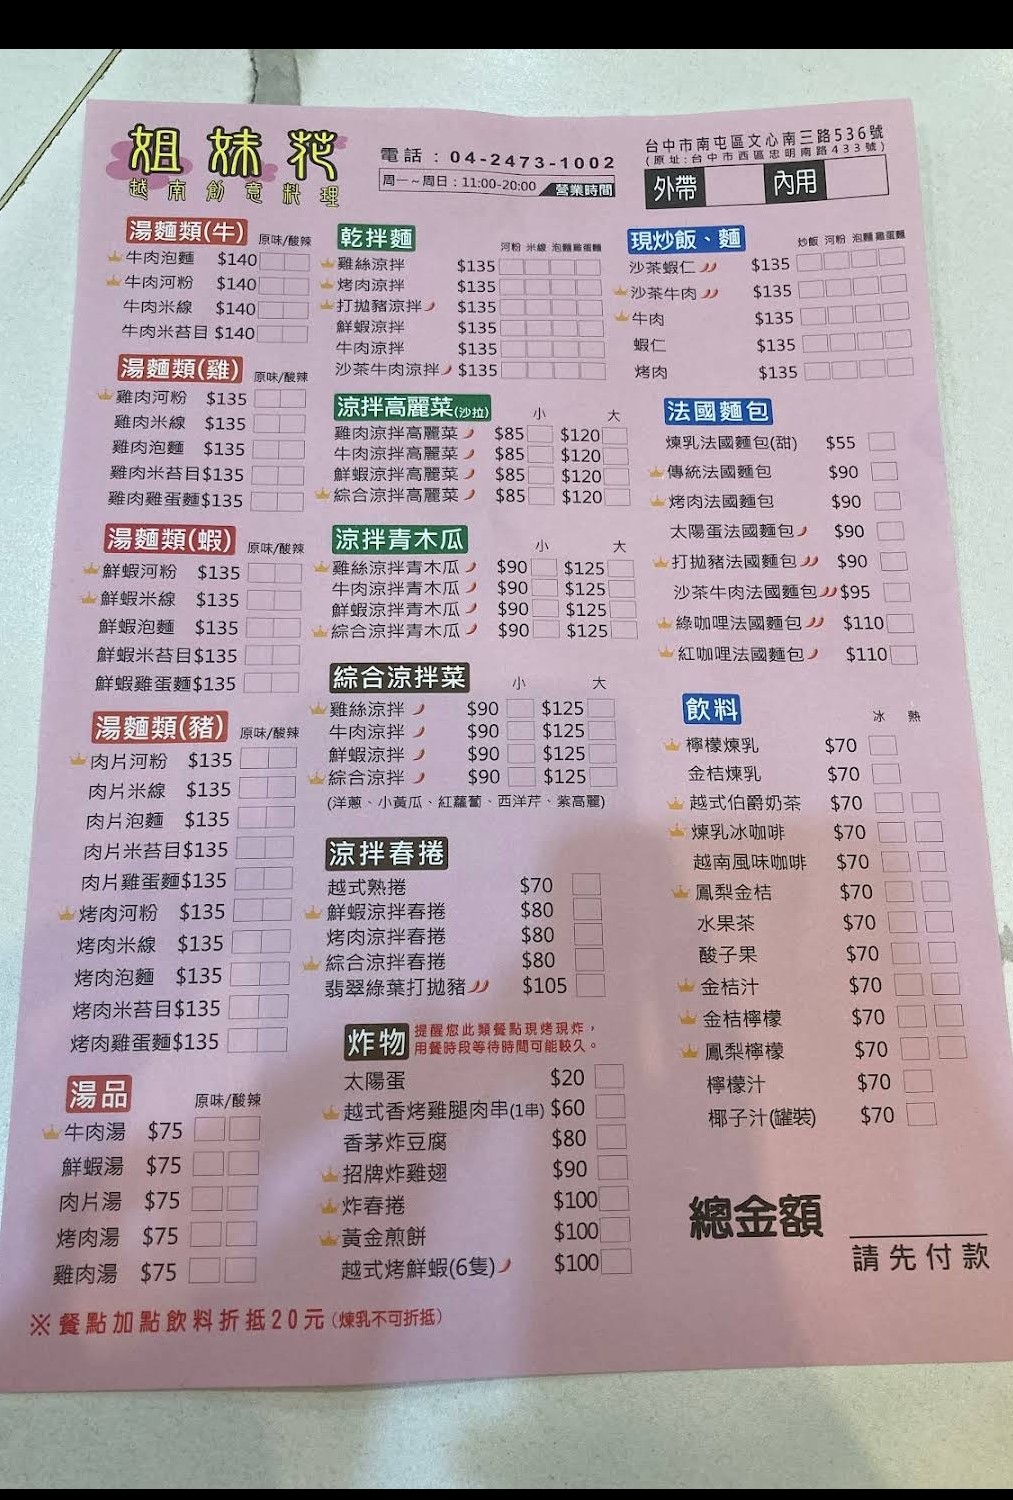 姐妹花
越南創意料理
電話：04-2473-1002
周一~周日：11:00-20:00 營業時間
台中市南屯區文心南三路536號
(原址:台中市西區忠明南路433號)
外帶 內用
湯麵類(牛) 原味/酸辣
牛肉泡麵 $140
牛肉河粉 $140
牛肉米線 $140
牛肉米苔目 $140
湯麵類(雞) 原味/酸辣
雞肉河粉 $135
雞肉米線 $135
雞肉泡麵 $135
雞肉米苔目$135
雞肉雞蛋麵$135
湯麵類(蝦) 原味/酸辣
鮮蝦河粉 $135
鮮蝦米線 $135
鮮蝦泡麵 $135
鮮蝦米苔目$135
鮮蝦雞蛋麵$135
湯麵類(豬) 原味/酸辣
肉片河粉 $135
肉片米線 $135
肉片泡麵 $135
肉片米苔目$135
肉片雞蛋麵$135
烤肉河粉 $135
烤肉米線 $135
烤肉泡麵 $135
烤肉米苔目$135
烤肉雞蛋麵$135
湯品 原味/酸辣
牛肉湯 $75
鮮蝦湯 $75
肉片湯 $75
烤肉湯 $75
雞肉湯 $75
乾拌麵 河粉 米線 泡麵 雞蛋麵
雞絲涼拌 $135
烤肉涼拌 $135
打拋豬涼拌 $135
鮮蝦涼拌 $135
牛肉涼拌 $135
沙茶牛肉涼拌 $135
涼拌高麗菜(沙拉) 小 大
雞肉涼拌高麗菜 $85 $120
牛肉涼拌高麗菜 $85 $120
鮮蝦涼拌高麗菜 $85 $120
綜合涼拌高麗菜 $85 $120
涼拌青木瓜 小 大
雞絲涼拌青木瓜 $90 $125
牛肉涼拌青木瓜 $90 $125
鮮蝦涼拌青木瓜 $90 $125
綜合涼拌青木瓜 $90 $125
綜合涼拌菜 小 大
雞絲涼拌 $90 $125
牛肉涼拌 $90 $125
鮮蝦涼拌 $90 $125
綜合涼拌 $90 $125
(洋蔥、小黃瓜、紅蘿蔔、西洋芹、紫高麗)
涼拌春捲
越式熟捲 $70
鮮蝦涼拌春捲 $80
烤肉涼拌春捲 $80
綜合涼拌春捲 $80
翡翠綠葉打拋豬 $105
炸物 提醒您此類餐點現烤現炸，
用餐時段等待時間可能較久。
太陽蛋 $20
越式香烤雞腿肉串(1串) $60
香茅炸豆腐 $80
招牌炸雞翅 $90
炸春捲 $100
黃金煎餅 $100
越式烤鮮蝦(6隻) $100
現炒飯、麵 炒飯 河粉 泡麵 雞蛋麵
沙茶蝦仁 $135
沙茶牛肉 $135
牛肉 $135
蝦仁 $135
烤肉 $135
法國麵包
煉乳法國麵包(甜) $55
傳統法國麵包 $90
烤肉法國麵包 $90
太陽蛋法國麵包 $90
打拋豬法國麵包 $90
沙茶牛肉法國麵包 $95
綠咖哩法國麵包 $110
紅咖哩法國麵包 $110
飲料 冰 熱
檸檬煉乳 $70
金桔煉乳 $70
越式伯爵奶茶 $70
煉乳冰咖啡 $70
越南風味咖啡 $70
鳳梨金桔 $70
水果茶 $70
酸子果 $70
金桔汁 $70
金桔檸檬 $70
鳳梨檸檬 $70
檸檬汁 $70
椰子汁(罐裝) $70
總金額
請先付款
※餐點加點飲料折抵20元(煉乳不可折抵)